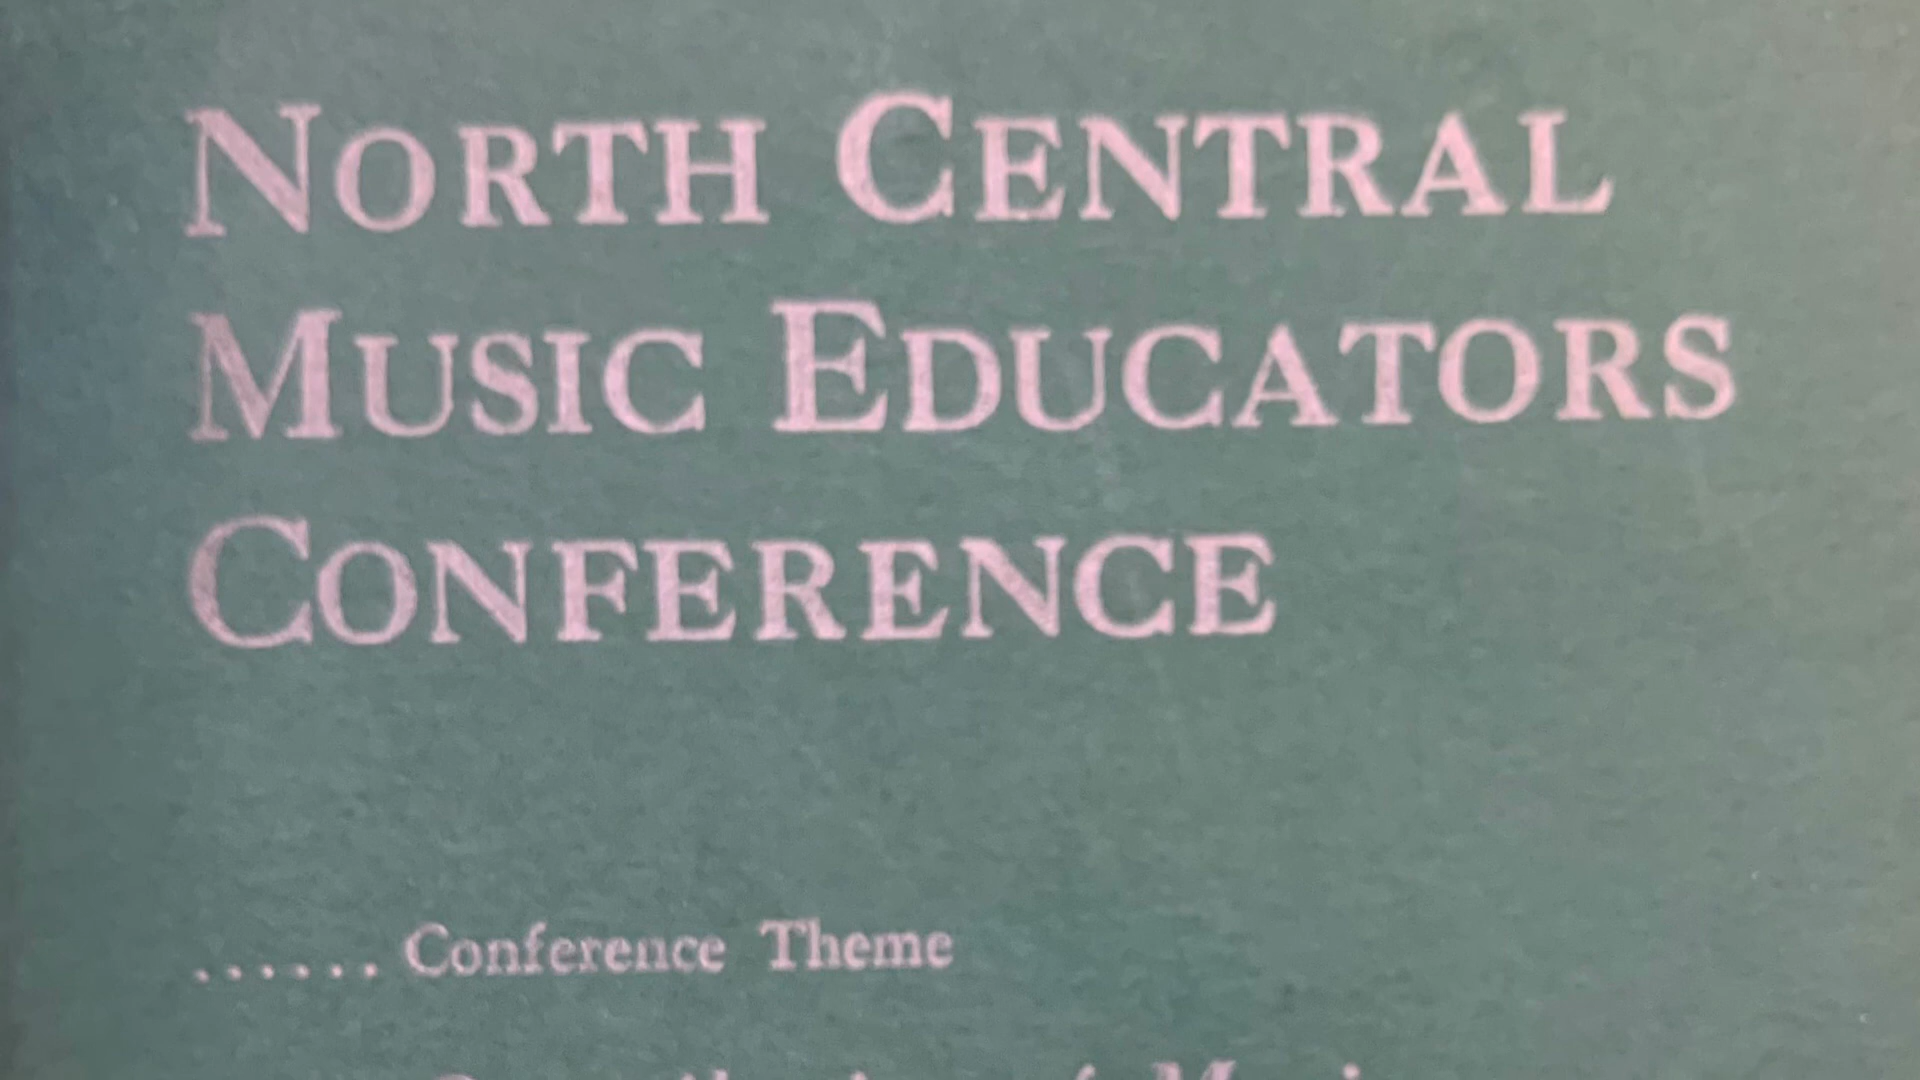 NORTH CENTRAL
MUSIC EDUCATORS
CONFERENCE
...... Conference Theme